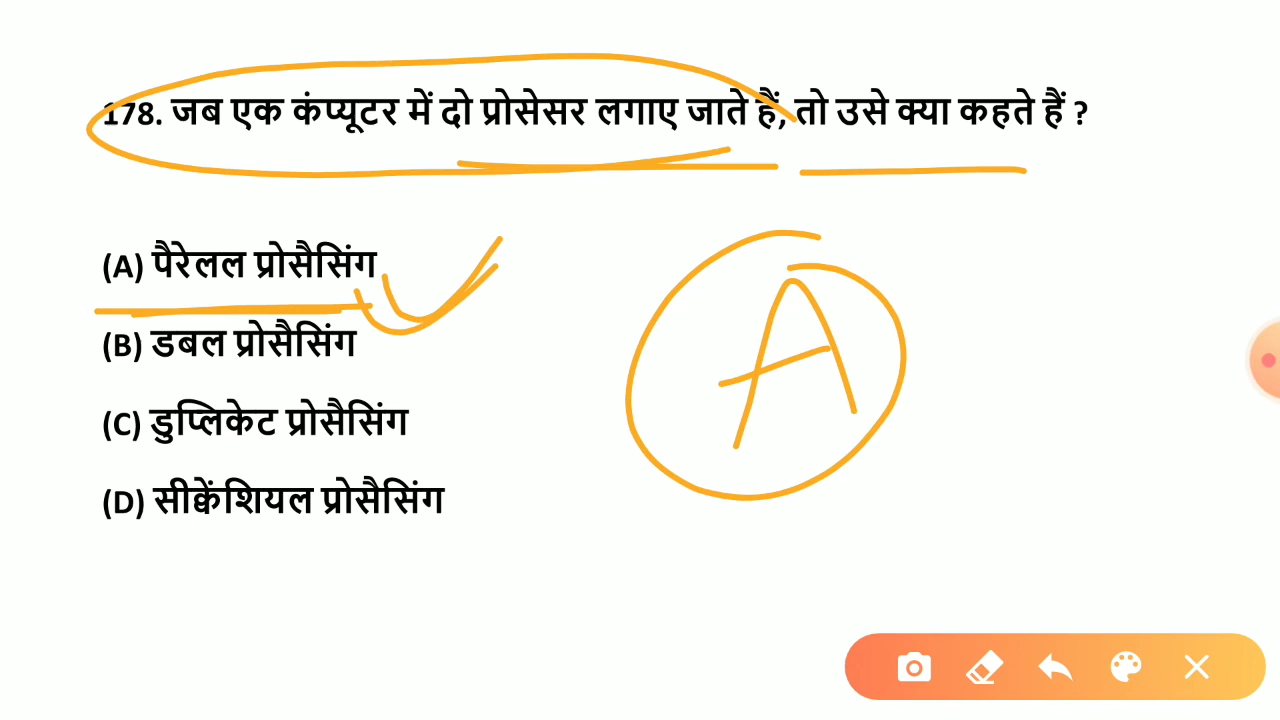 178. जब एक कंप्यूटर में दो प्रोसेसर लगाए जाते हैं, तो उसे क्या कहते हैं ?
(A) पैरेलल प्रोसैसिंग
A
(B) डबल प्रोसैसिंग
(C) डुप्लिकेट प्रोसैसिंग
(D) सीक्वेंशियल प्रोसैसिंग